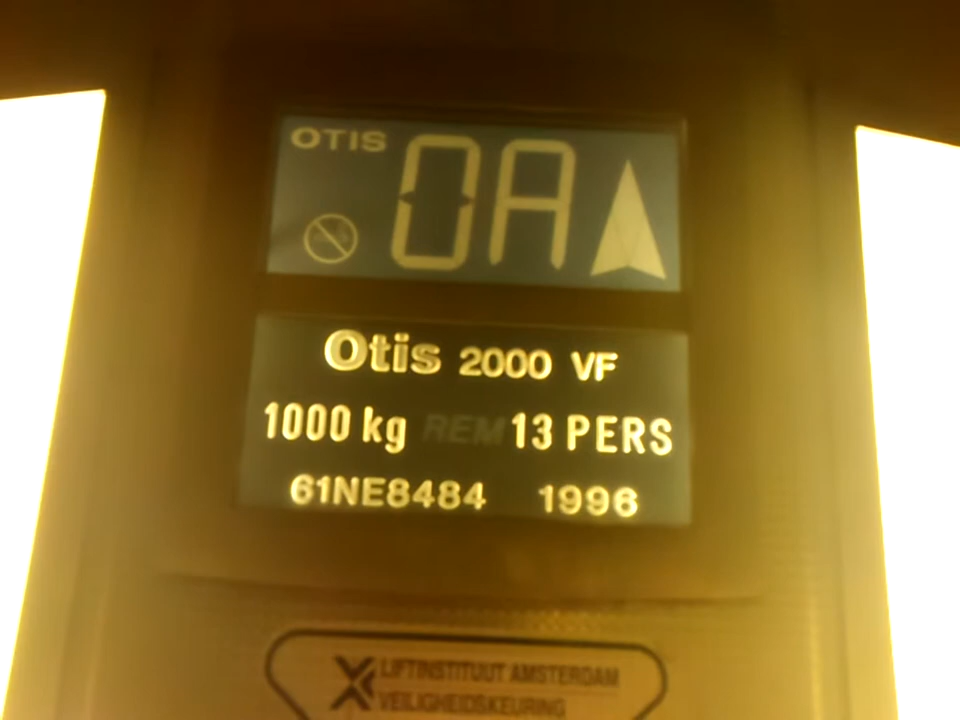 OTIS
0A
Otis 2000 VF
1000 kg REM 13 PERS
61NE8484 1996
LIFTINSTITUUT AMSTERDAM
VEILIGHEIDSKEURING